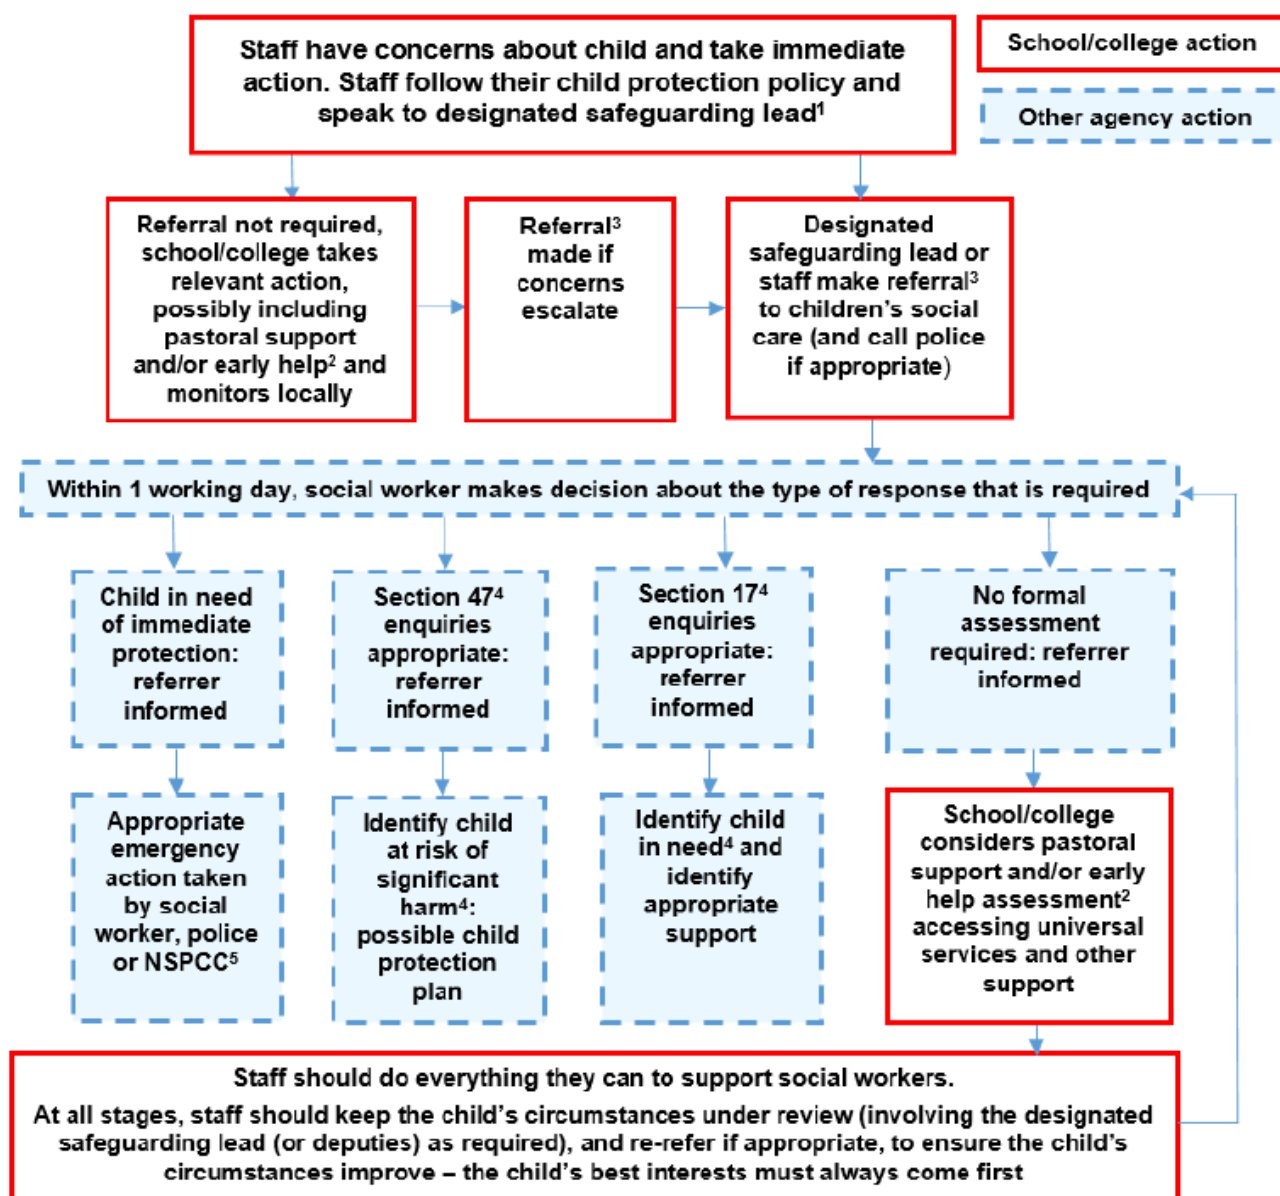 Staff have concerns about child and take immediate
action. Staff follow their child protection policy and
speak to designated safeguarding lead¹
School/college action
Other agency action
Referral not required,
school/college takes
relevant action,
possibly including
pastoral support
and/or early help² and
monitors locally
Referral³
made if
concerns
escalate
Designated
safeguarding lead or
staff make referral³
to children’s social
care (and call police
if appropriate)
Within 1 working day, social worker makes decision about the type of response that is required
Child in need
of immediate
protection:
referrer
informed
Section 47⁴
enquiries
appropriate:
referrer
informed
Section 17⁴
enquiries
appropriate:
referrer
informed
No formal
assessment
required: referrer
informed
Appropriate
emergency
action taken
by social
worker, police
or NSPCC⁵
Identify child
at risk of
significant
harm⁴:
possible child
protection
plan
Identify child
in need⁴ and
identify
appropriate
support
School/college
considers pastoral
support and/or early
help assessment²
accessing universal
services and other
support
Staff should do everything they can to support social workers.
At all stages, staff should keep the child’s circumstances under review (involving the designated
safeguarding lead (or deputies) as required), and re-refer if appropriate, to ensure the child’s
circumstances improve – the child’s best interests must always come first